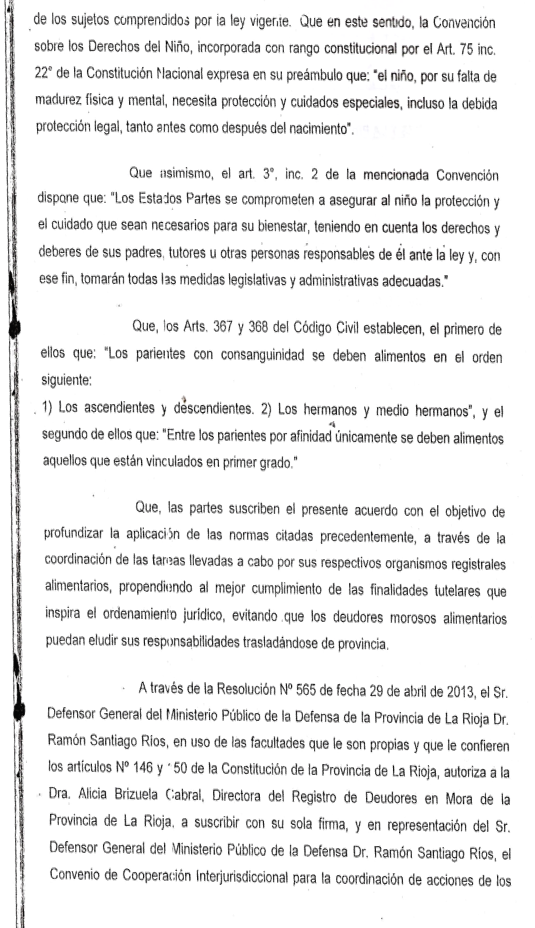 de los sujetos comprendidos por la ley vigente. Que en este sentido, la Convención
sobre los Derechos del Niño, incorporada con rango constitucional por el Art. 75 inc.
22° de la Constitución Nacional expresa en su preámbulo que: "el niño, por su falta de
madurez física y mental, necesita protección y cuidados especiales, incluso la debida
protección legal, tanto antes como después del nacimiento".
Que asimismo, el art. 3°, inc. 2 de la mencionada Convención
dispone que: "Los Estados Partes se comprometen a asegurar al niño la protección y
el cuidado que sean necesarios para su bienestar, teniendo en cuenta los derechos y
deberes de sus padres, tutores u otras personas responsables de él ante la ley y, con
ese fin, tomarán todas las medidas legislativas y administrativas adecuadas."
Que, los Arts. 367 y 368 del Código Civil establecen, el primero de
ellos que: "Los parientes con consanguinidad se deben alimentos en el orden
siguiente:
1) Los ascendientes y descendientes. 2) Los hermanos y medio hermanos", y el
segundo de ellos que: "Entre los parientes por afinidad únicamente se deben alimentos
aquellos que están vinculados en primer grado."
Que, las partes suscriben el presente acuerdo con el objetivo de
profundizar la aplicación de las normas citadas precedentemente, a través de la
coordinación de las tareas llevadas a cabo por sus respectivos organismos registrales
alimentarios, propendiendo al mejor cumplimiento de las finalidades tutelares que
inspira el ordenamiento jurídico, evitando que los deudores morosos alimentarios
puedan eludir sus responsabilidades trasladándose de provincia.
A través de la Resolución Nº 565 de fecha 29 de abril de 2013, el Sr.
Defensor General del Ministerio Público de la Defensa de la Provincia de La Rioja Dr.
Ramón Santiago Ríos, en uso de las facultades que le son propias y que le confieren
los artículos Nº 146 y 150 de la Constitución de la Provincia de La Rioja, autoriza a la
Dra. Alicia Brizuela Cabral, Directora del Registro de Deudores en Mora de la
Provincia de La Rioja, a suscribir con su sola firma, y en representación del Sr.
Defensor General del Ministerio Público de la Defensa Dr. Ramón Santiago Ríos, el
Convenio de Cooperación Interjurisdiccional para la coordinación de acciones de los